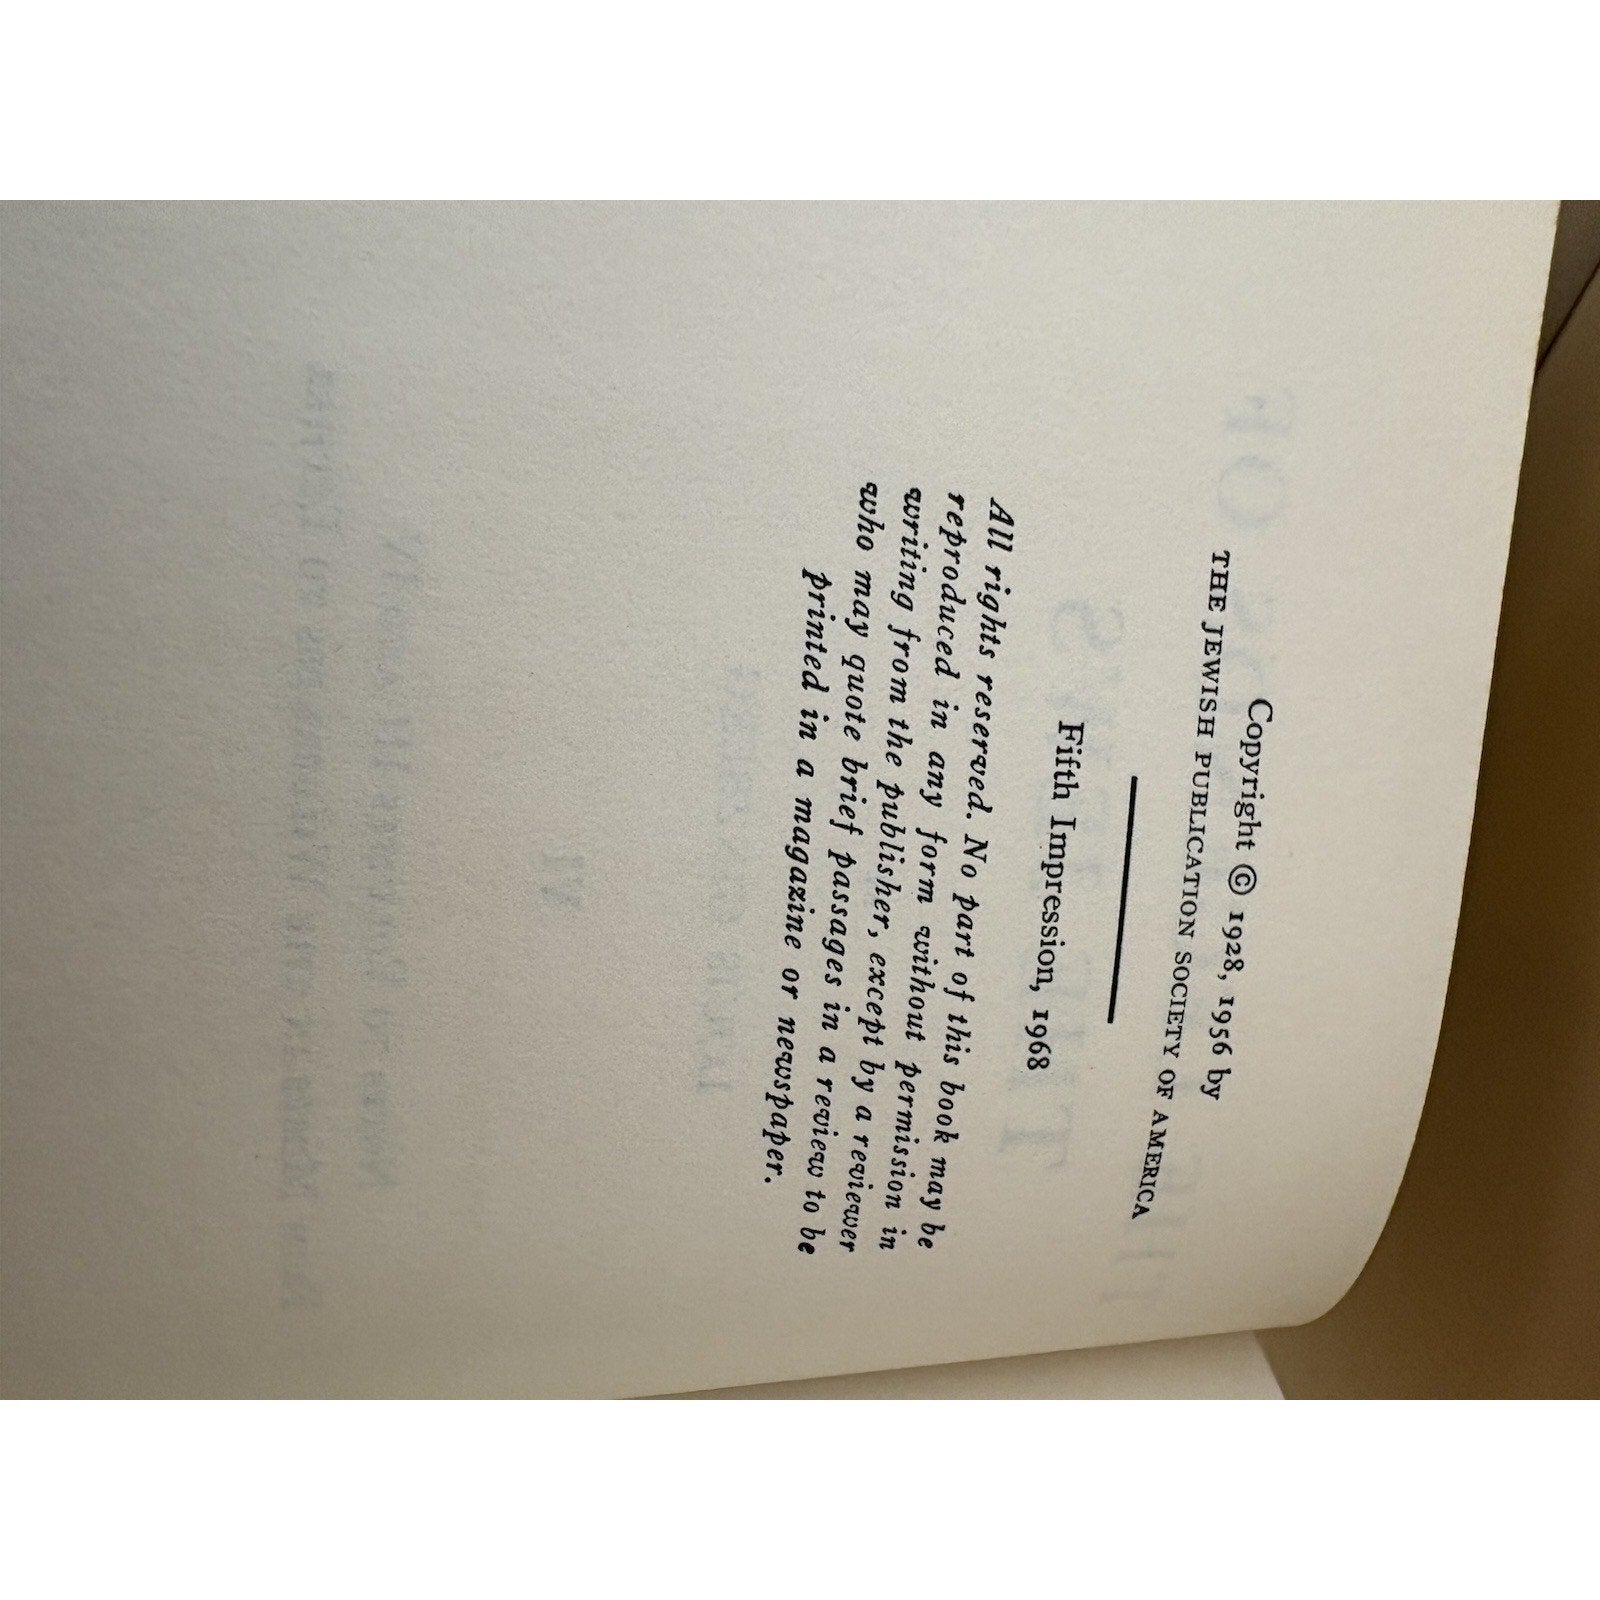 Copyright © 1928, 1956 by
THE JEWISH PUBLICATION SOCIETY OF AMERICA
Fifth Impression, 1968
All rights reserved. No part of this book may be
reproduced in any form without permission in
writing from the publisher, except by a reviewer
who may quote brief passages in a review to be
printed in a magazine or newspaper.